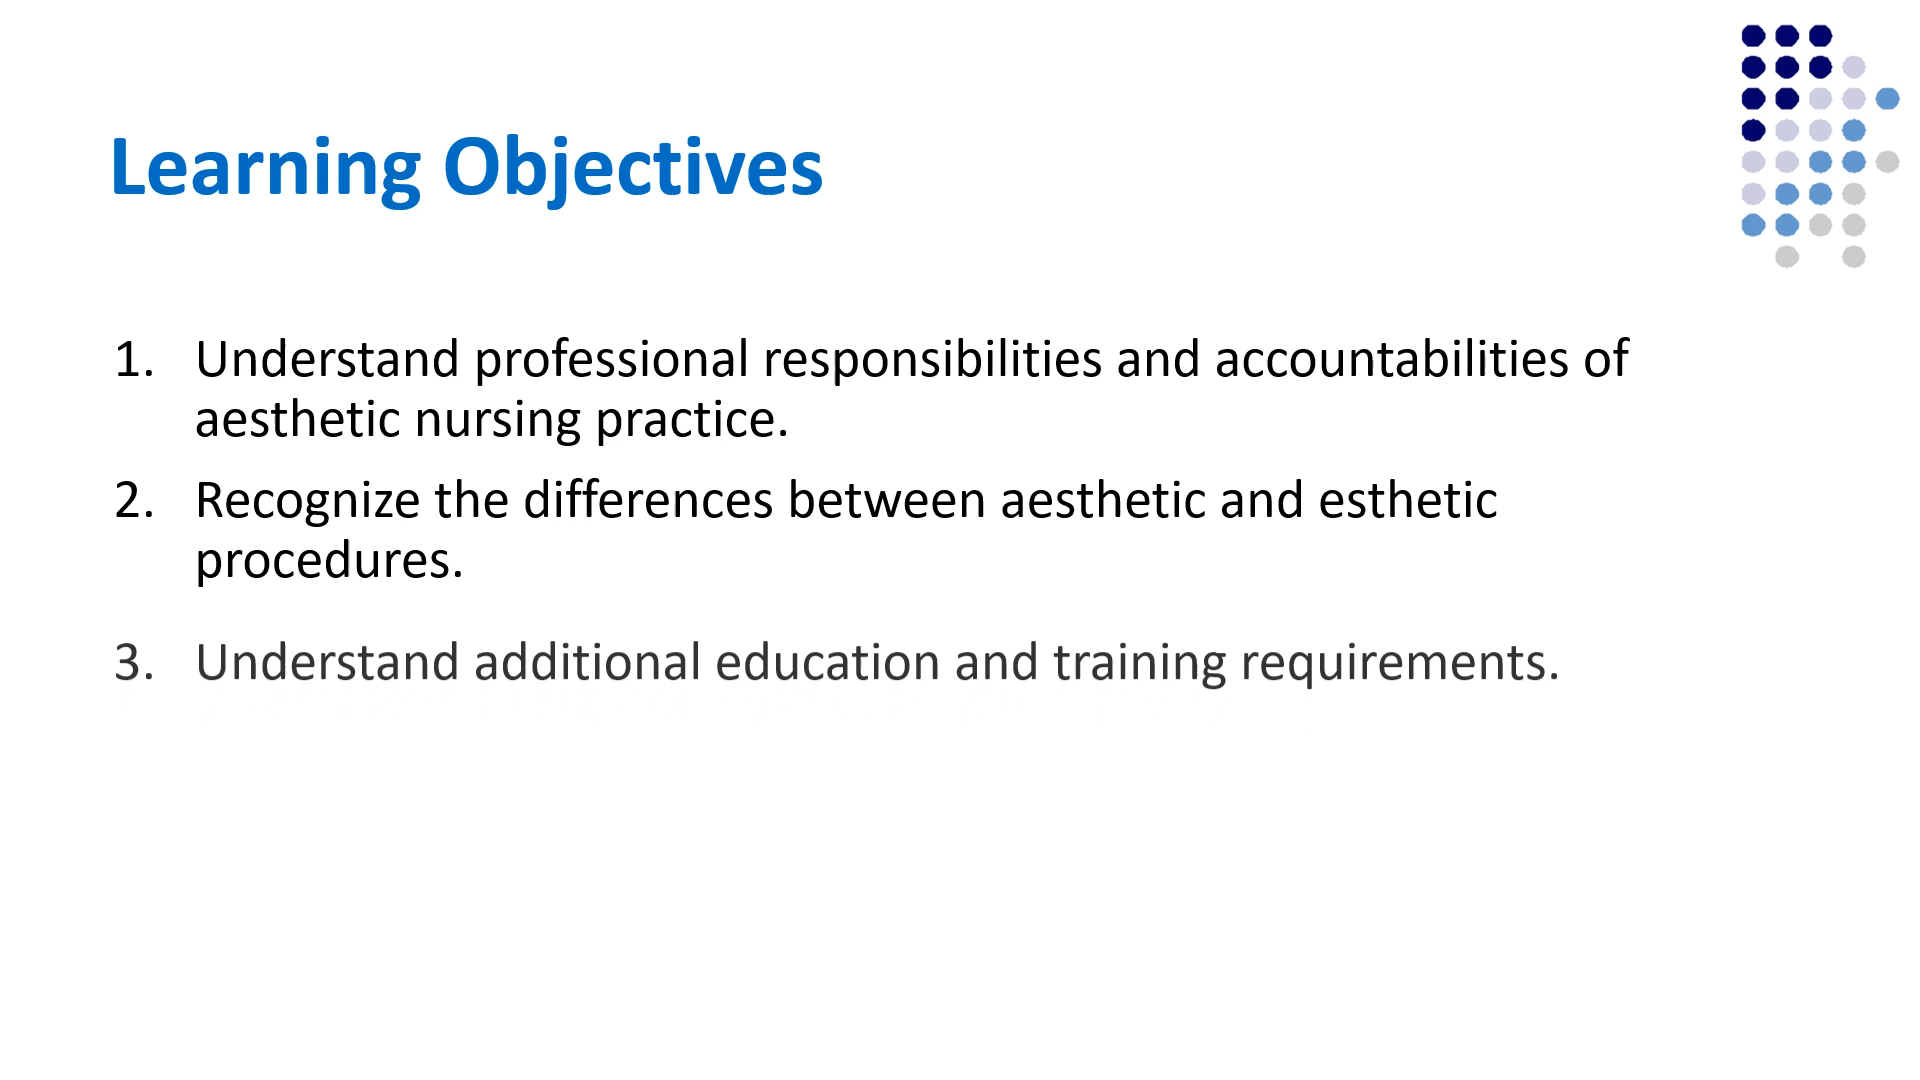 Learning Objectives
1. Understand professional responsibilities and accountabilities of
aesthetic nursing practice.
2. Recognize the differences between aesthetic and esthetic
procedures.
3. Understand additional education and training requirements.